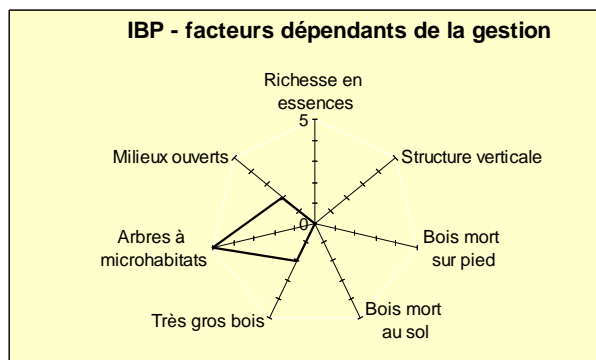 IBP - facteurs dépendants de la gestion
Richesse en
essences
5
Milieux ouverts
Structure verticale
0
Arbres à
microhabitats
Bois mort
sur pied
Très gros bois
Bois mort
au sol